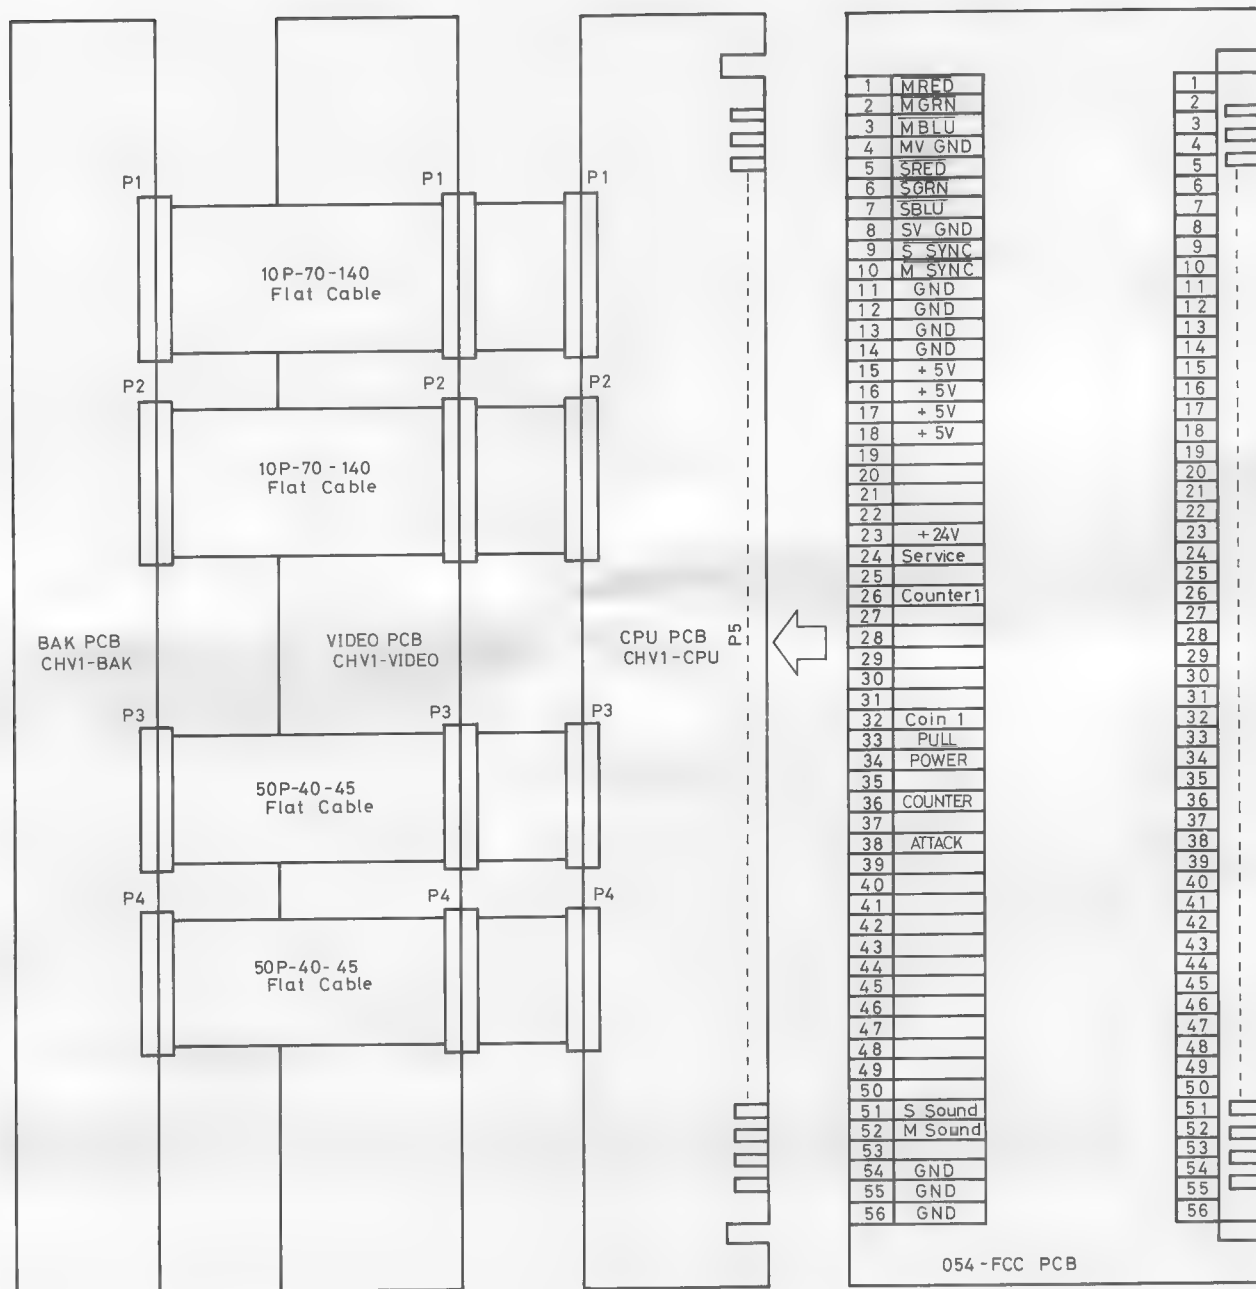 P1
P1
P1
10P-70-140
Flat Cable
P2
P2
P2
10P-70-140
Flat Cable
BAK PCB
CHV1-BAK
VIDEO PCB
CHV1-VIDEO
CPU PCB
CHV1-CPU
P5
P3
P3
P3
50P-40-45
Flat Cable
P4
P4
P4
50P-40-45
Flat Cable
1 MRED
2 MGRN
3 MBLU
4 MV GND
5 SRED
6 SGRN
7 SBLU
8 SV GND
9 S SYNC
10 M SYNC
11 GND
12 GND
13 GND
14 GND
15 +5V
16 +5V
17 +5V
18 +5V
19
20
21
22
23 +24V
24 Service
25
26 Counter1
27
28
29
30
31
32 Coin 1
33 PULL
34 POWER
35
36 COUNTER
37
38 ATTACK
39
40
41
42
43
44
45
46
47
48
49
50
51 S Sound
52 M Sound
53
54 GND
55 GND
56 GND
054-FCC PCB
1
2
3
4
5
6
7
8
9
10
11
12
13
14
15
16
17
18
19
20
21
22
23
24
25
26
27
28
29
30
31
32
33
34
35
36
37
38
39
40
41
42
43
44
45
46
47
48
49
50
51
52
53
54
55
56